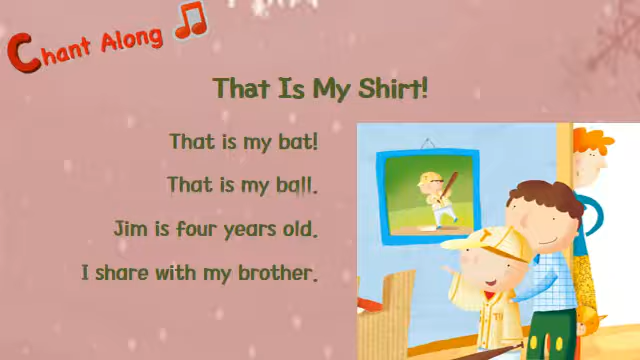 Chant Along
That Is My Shirt!
That is my bat!
That is my ball.
Jim is four years old.
I share with my brother.